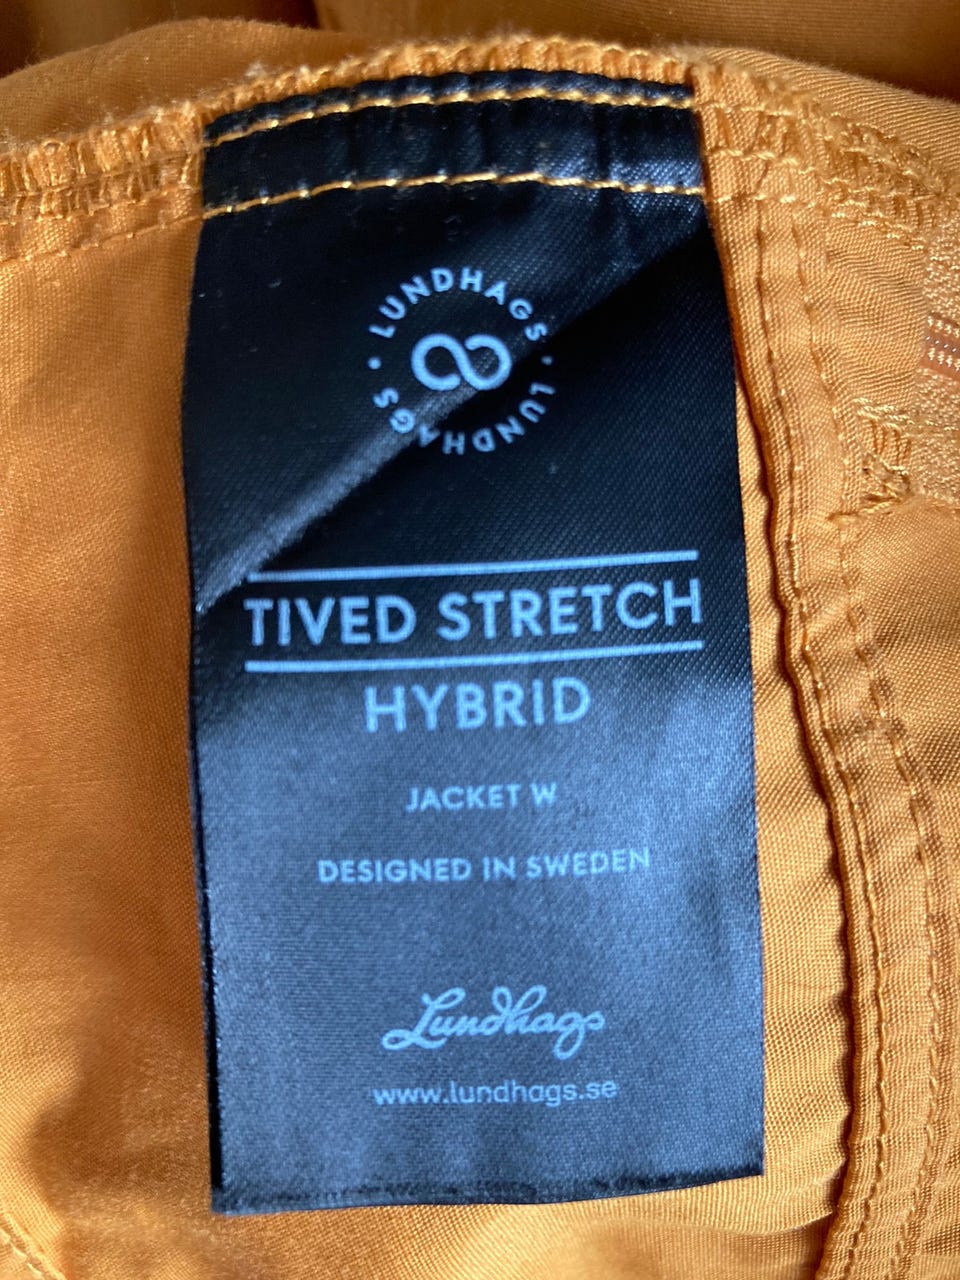 LUNDHAGS · LUNDHAGS ·
TIVED STRETCH
HYBRID
JACKET W
DESIGNED IN SWEDEN
Lundhags
www.lundhags.se